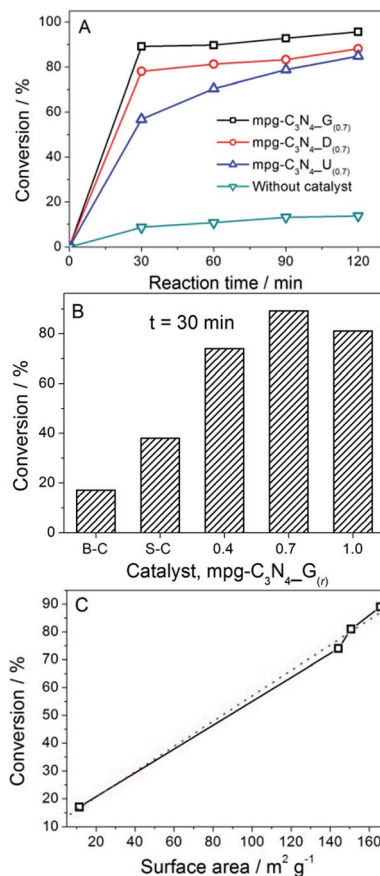 A
100
80
60
40
20
0
Conversion / %
mpg-C₃N₄_G₍₀.₇₎
mpg-C₃N₄_D₍₀.₇₎
mpg-C₃N₄_U₍₀.₇₎
Without catalyst
0 30 60 90 120
Reaction time / min
B
t = 30 min
80
60
40
20
0
Conversion / %
B-C S-C 0.4 0.7 1.0
Catalyst, mpg-C₃N₄_G₍ᵣ₎
C
90
80
70
60
50
40
30
20
10
Conversion / %
20 40 60 80 100 120 140 160
Surface area / m² g⁻¹